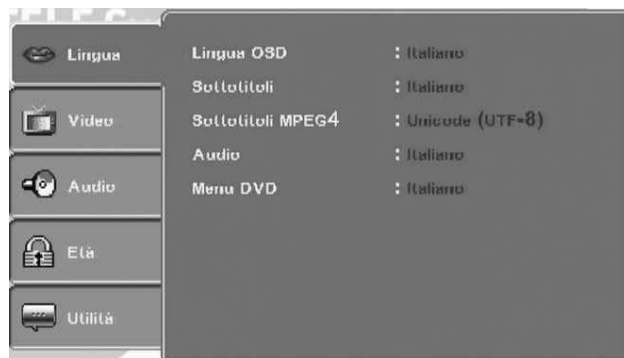 Lingua
Video
Audio
Età
Utilità
Lingua OSD : Italiano
Sottotitoli : Italiano
Sottotitoli MPEG4 : Unicode (UTF-8)
Audio : Italiano
Menu DVD : Italiano